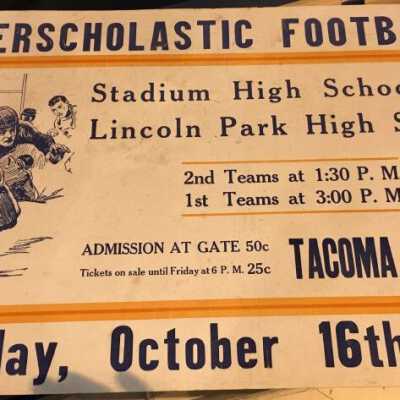 ERSCHOLASTIC FOOTB
Stadium High Schoo
Lincoln Park High S
2nd Teams at 1:30 P. M
1st Teams at 3:00 P. M
ADMISSION AT GATE 50c
Tickets on sale until Friday at 6 P. M. 25c
TACOMA
day, October 16th